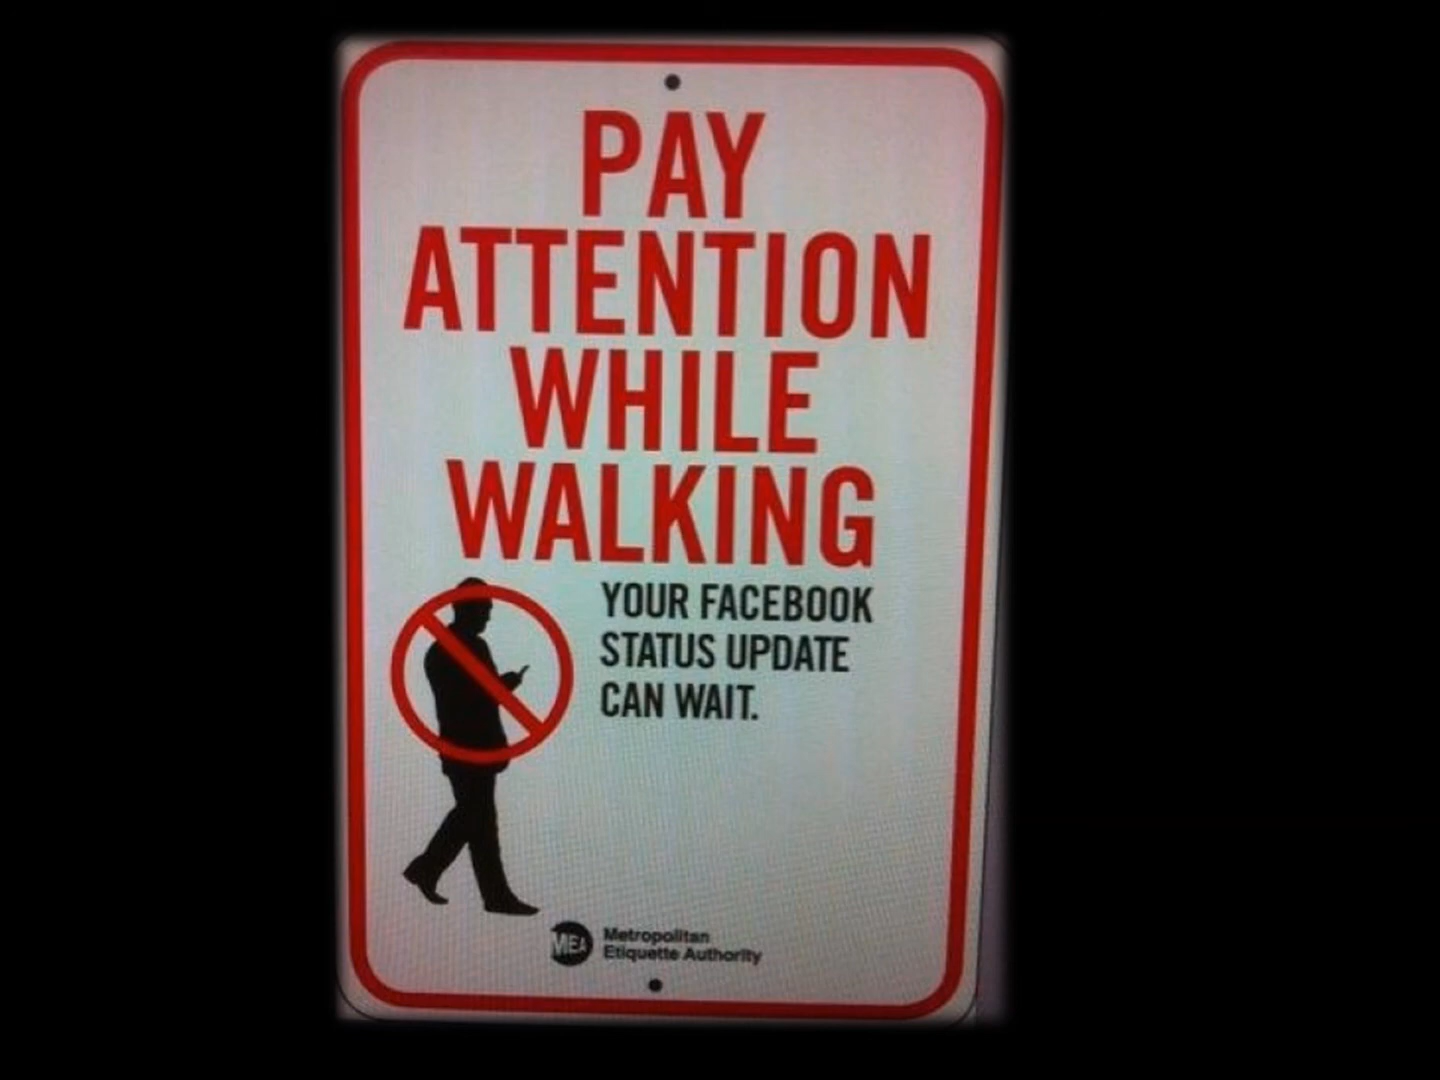 PAY
ATTENTION
WHILE
WALKING
YOUR FACEBOOK
STATUS UPDATE
CAN WAIT.
MEA
Metropolitan
Etiquette Authority